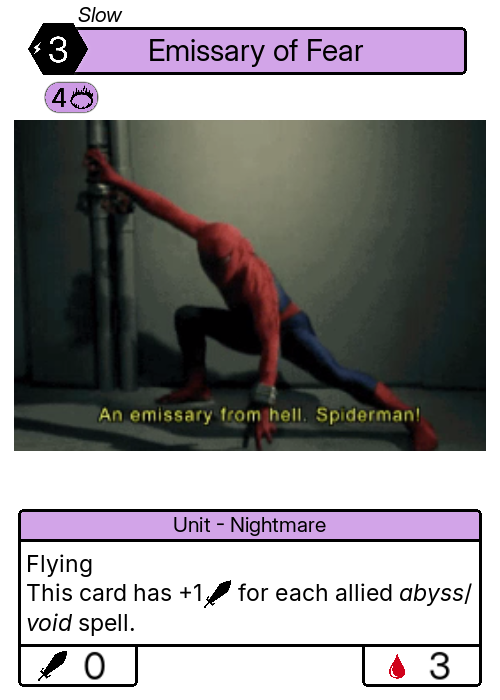 Slow
3
Emissary of Fear
4
An emissary from hell. Spiderman!
Unit - Nightmare
Flying
This card has +1 for each allied abyss/
void spell.
0
3